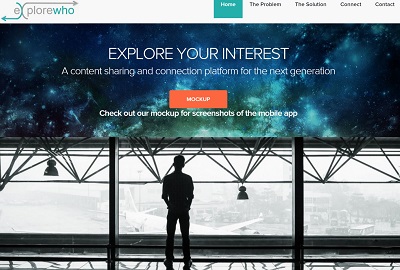 explorewho
Home The Problem The Solution Connect Contact
EXPLORE YOUR INTEREST
A content sharing and connection platform for the next generation
MOCKUP
Check out our mockup for screenshots of the mobile app